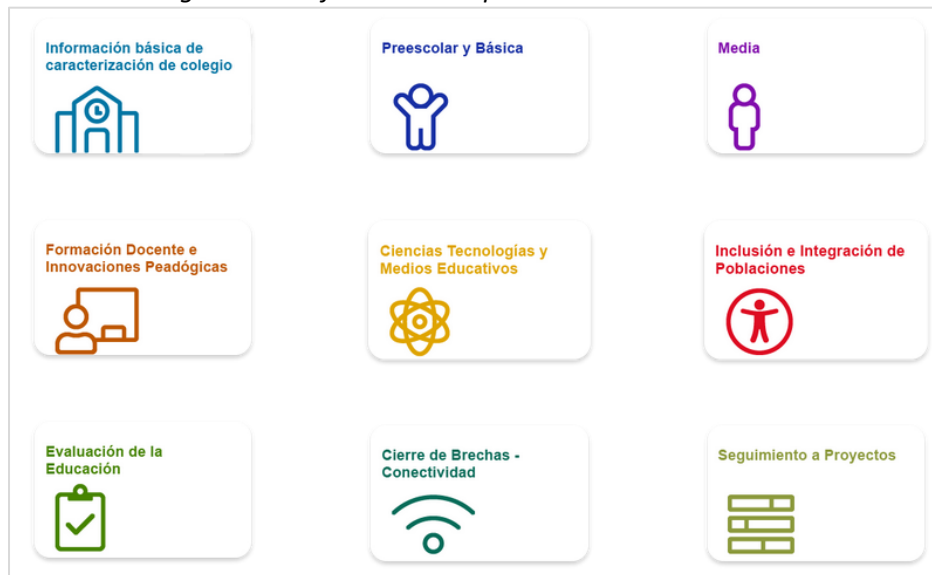 Información básica de
caracterización de colegio
Preescolar y Básica
Media
Formación Docente e
Innovaciones Peadógicas
Ciencias Tecnologías y
Medios Educativos
Inclusión e Integración de
Poblaciones
Evaluación de la
Educación
Cierre de Brechas -
Conectividad
Seguimiento a Proyectos